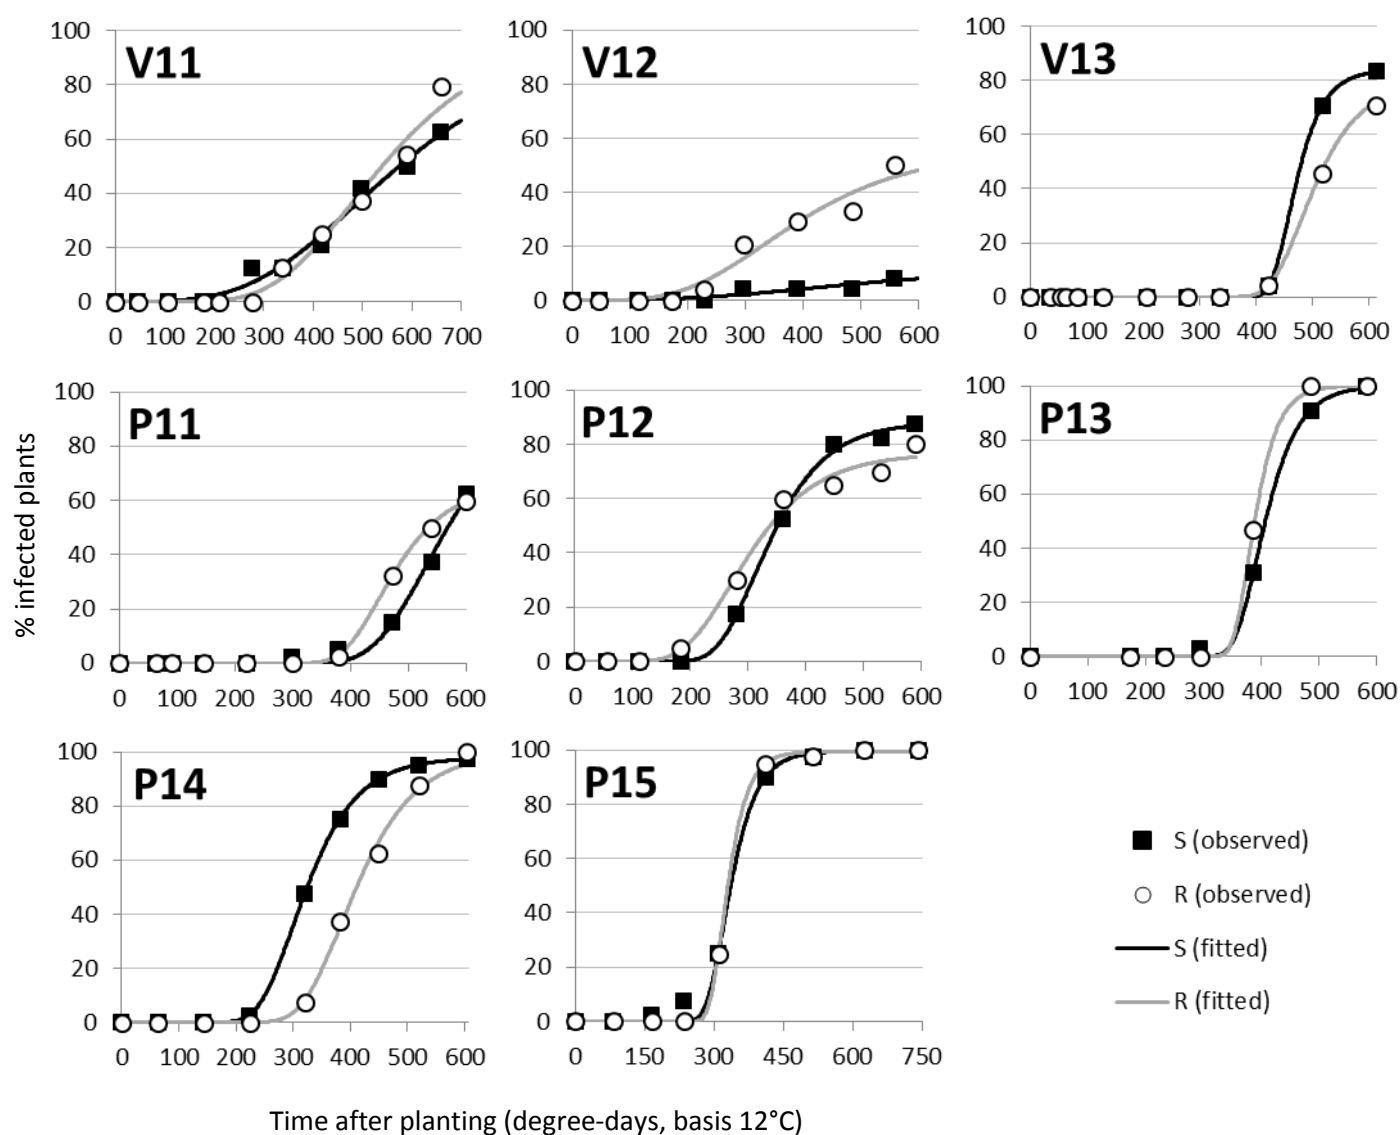 % infected plants
V11
100
80
60
40
20
0
0 100 200 300 400 500 600 700
V12
100
80
60
40
20
0
0 100 200 300 400 500 600
V13
100
80
60
40
20
0
0 100 200 300 400 500 600
P11
100
80
60
40
20
0
0 100 200 300 400 500 600
P12
100
80
60
40
20
0
0 100 200 300 400 500 600
P13
100
80
60
40
20
0
0 100 200 300 400 500 600
P14
100
80
60
40
20
0
0 100 200 300 400 500 600
P15
100
80
60
40
20
0
0 150 300 450 600 750
S (observed)
R (observed)
S (fitted)
R (fitted)
Time after planting (degree-days, basis 12°C)